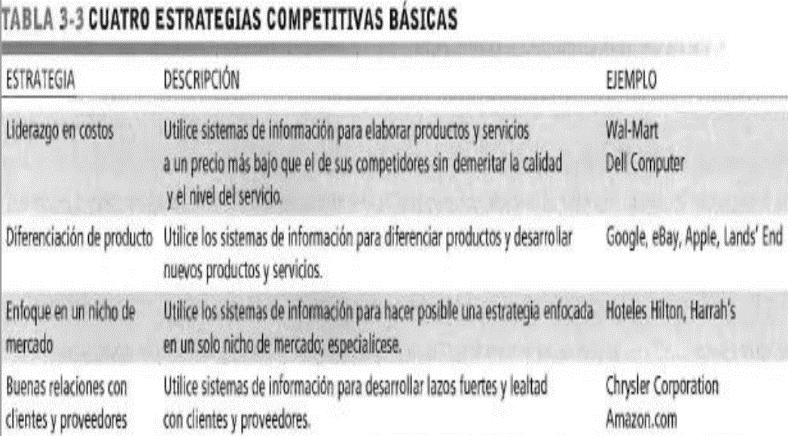 TABLA 3-3 CUATRO ESTRATEGIAS COMPETITIVAS BÁSICAS
ESTRATEGIA DESCRIPCIÓN EJEMPLO
Liderazgo en costos Utilice sistemas de información para elaborar productos y servicios Wal-Mart
a un precio más bajo que el de sus competidores sin demeritar la calidad Dell Computer
y el nivel del servicio.
Diferenciación de producto Utilice los sistemas de información para diferenciar productos y desarrollar Google, eBay, Apple, Lands' End
nuevos productos y servicios.
Enfoque en un nicho de Utilice los sistemas de información para hacer posible una estrategia enfocada Hoteles Hilton, Harrah's
mercado en un solo nicho de mercado; especialícese.
Buenas relaciones con Utilice sistemas de información para desarrollar lazos fuertes y lealtad Chrysler Corporation
clientes y proveedores con clientes y proveedores. Amazon.com